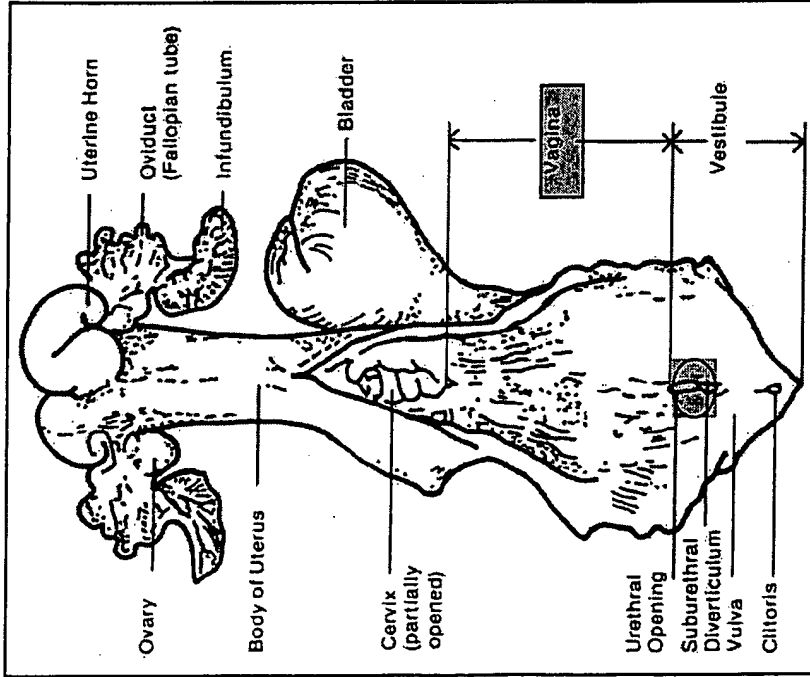 Uterine Horn
Oviduct
(Fallopian tube)
Infundibulum
Bladder
Vagina
Vestibule
Ovary
Body of Uterus
Cervix
(partially
opened)
Urethral
Opening
Suburethral
Diverticulum
Vulva
Clitoris